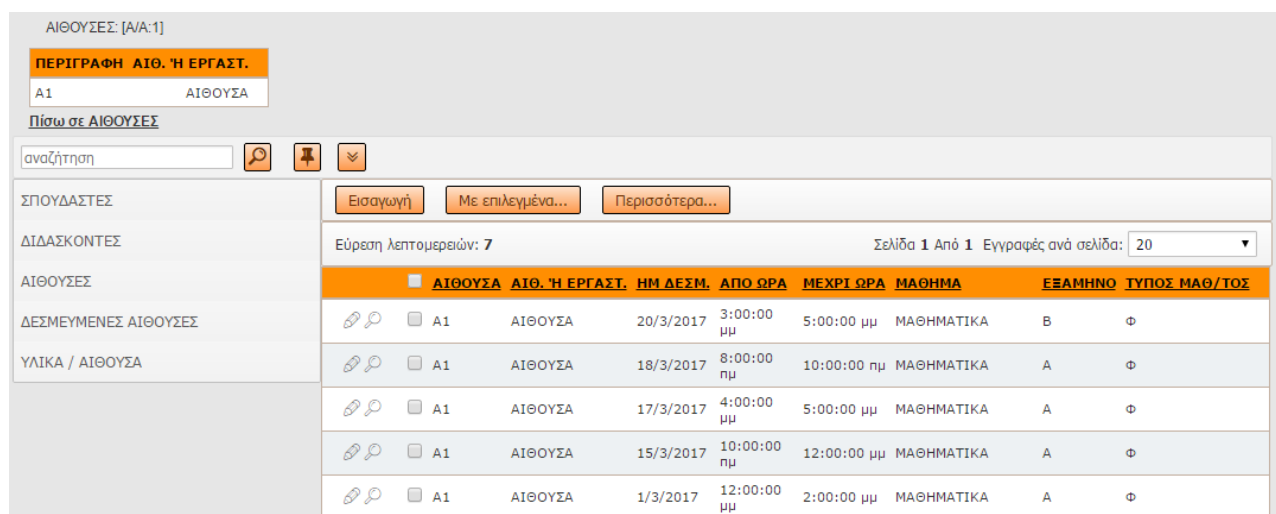 ΑΙΘΟΥΣΕΣ: [Α/Α:1]
ΠΕΡΙΓΡΑΦΗ ΑΙΘ. 'Η ΕΡΓΑΣΤ.
Α1 ΑΙΘΟΥΣΑ
Πίσω σε ΑΙΘΟΥΣΕΣ
αναζήτηση
ΣΠΟΥΔΑΣΤΕΣ
ΔΙΔΑΣΚΟΝΤΕΣ
ΑΙΘΟΥΣΕΣ
ΔΕΣΜΕΥΜΕΝΕΣ ΑΙΘΟΥΣΕΣ
ΥΛΙΚΑ / ΑΙΘΟΥΣΑ
Εισαγωγή Με επιλεγμένα... Περισσότερα...
Εύρεση λεπτομερειών: 7 Σελίδα 1 Από 1 Εγγραφές ανά σελίδα: 20
ΑΙΘΟΥΣΑ ΑΙΘ. 'Η ΕΡΓΑΣΤ. ΗΜ ΔΕΣΜ. ΑΠΟ ΩΡΑ ΜΕΧΡΙ ΩΡΑ ΜΑΘΗΜΑ ΕΞΑΜΗΝΟ ΤΥΠΟΣ ΜΑΘ/ΤΟΣ
Α1 ΑΙΘΟΥΣΑ 20/3/2017 3:00:00 μμ 5:00:00 μμ ΜΑΘΗΜΑΤΙΚΑ Β Φ
Α1 ΑΙΘΟΥΣΑ 18/3/2017 8:00:00 πμ 10:00:00 πμ ΜΑΘΗΜΑΤΙΚΑ Α Φ
Α1 ΑΙΘΟΥΣΑ 17/3/2017 4:00:00 μμ 5:00:00 μμ ΜΑΘΗΜΑΤΙΚΑ Α Φ
Α1 ΑΙΘΟΥΣΑ 15/3/2017 10:00:00 πμ 12:00:00 μμ ΜΑΘΗΜΑΤΙΚΑ Α Φ
Α1 ΑΙΘΟΥΣΑ 1/3/2017 12:00:00 μμ 2:00:00 μμ ΜΑΘΗΜΑΤΙΚΑ Α Φ